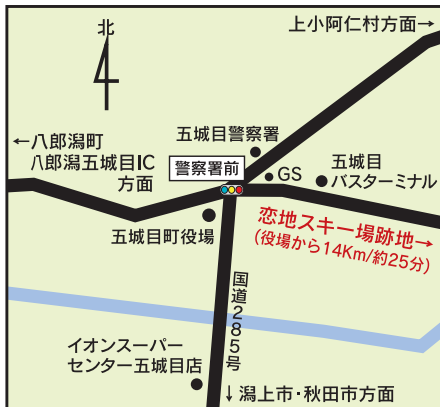 北
上小阿仁村方面→
←八郎潟町
八郎潟五城目IC
方面
五城目警察署
警察署前
GS
五城目
バスターミナル
五城目町役場
恋地スキー場跡地→
(役場から14Km/約25分)
国道285号
イオンスーパー
センター五城目店
↓潟上市・秋田市方面